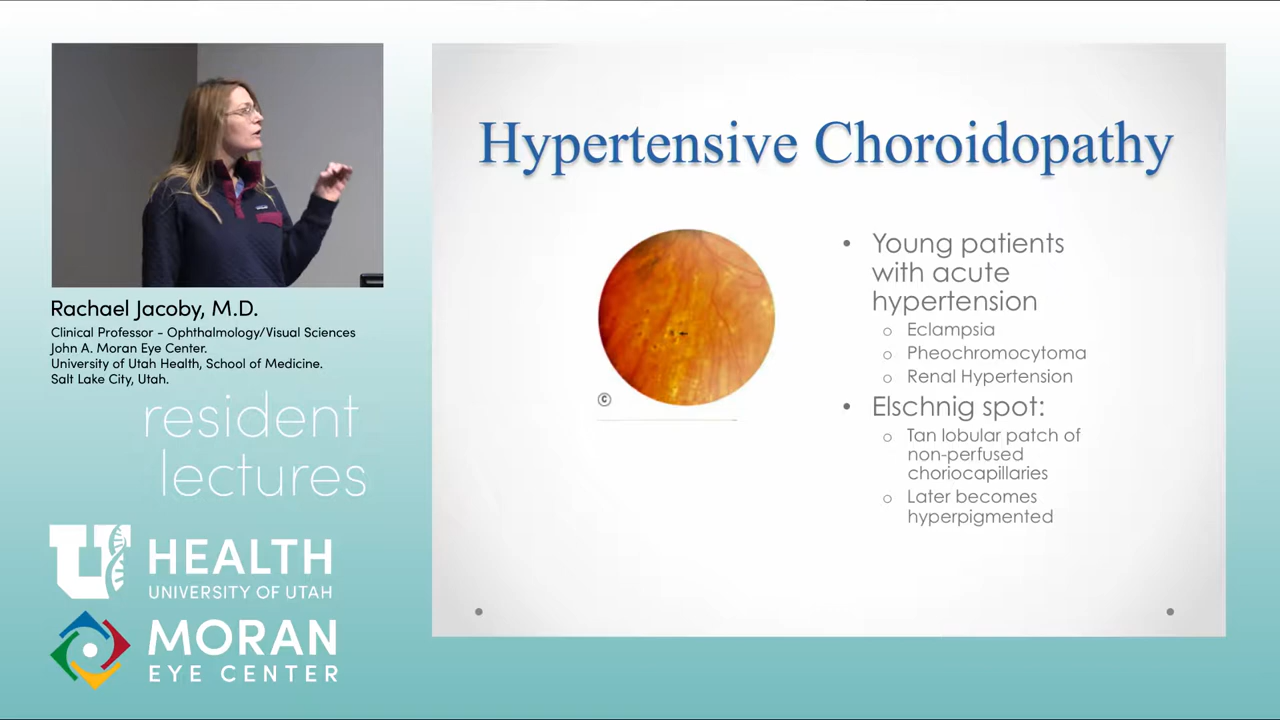 Hypertensive Choroidopathy
Rachael Jacoby, M.D.
Clinical Professor - Ophthalmology/Visual Sciences
John A. Moran Eye Center.
University of Utah Health, School of Medicine.
Salt Lake City, Utah.
resident
lectures
U HEALTH
UNIVERSITY OF UTAH
MORAN
EYE CENTER
©
• Young patients
with acute
hypertension
o Eclampsia
o Pheochromocytoma
o Renal Hypertension
• Elschnig spot:
o Tan lobular patch of
non-perfused
choriocapillaries
o Later becomes
hyperpigmented